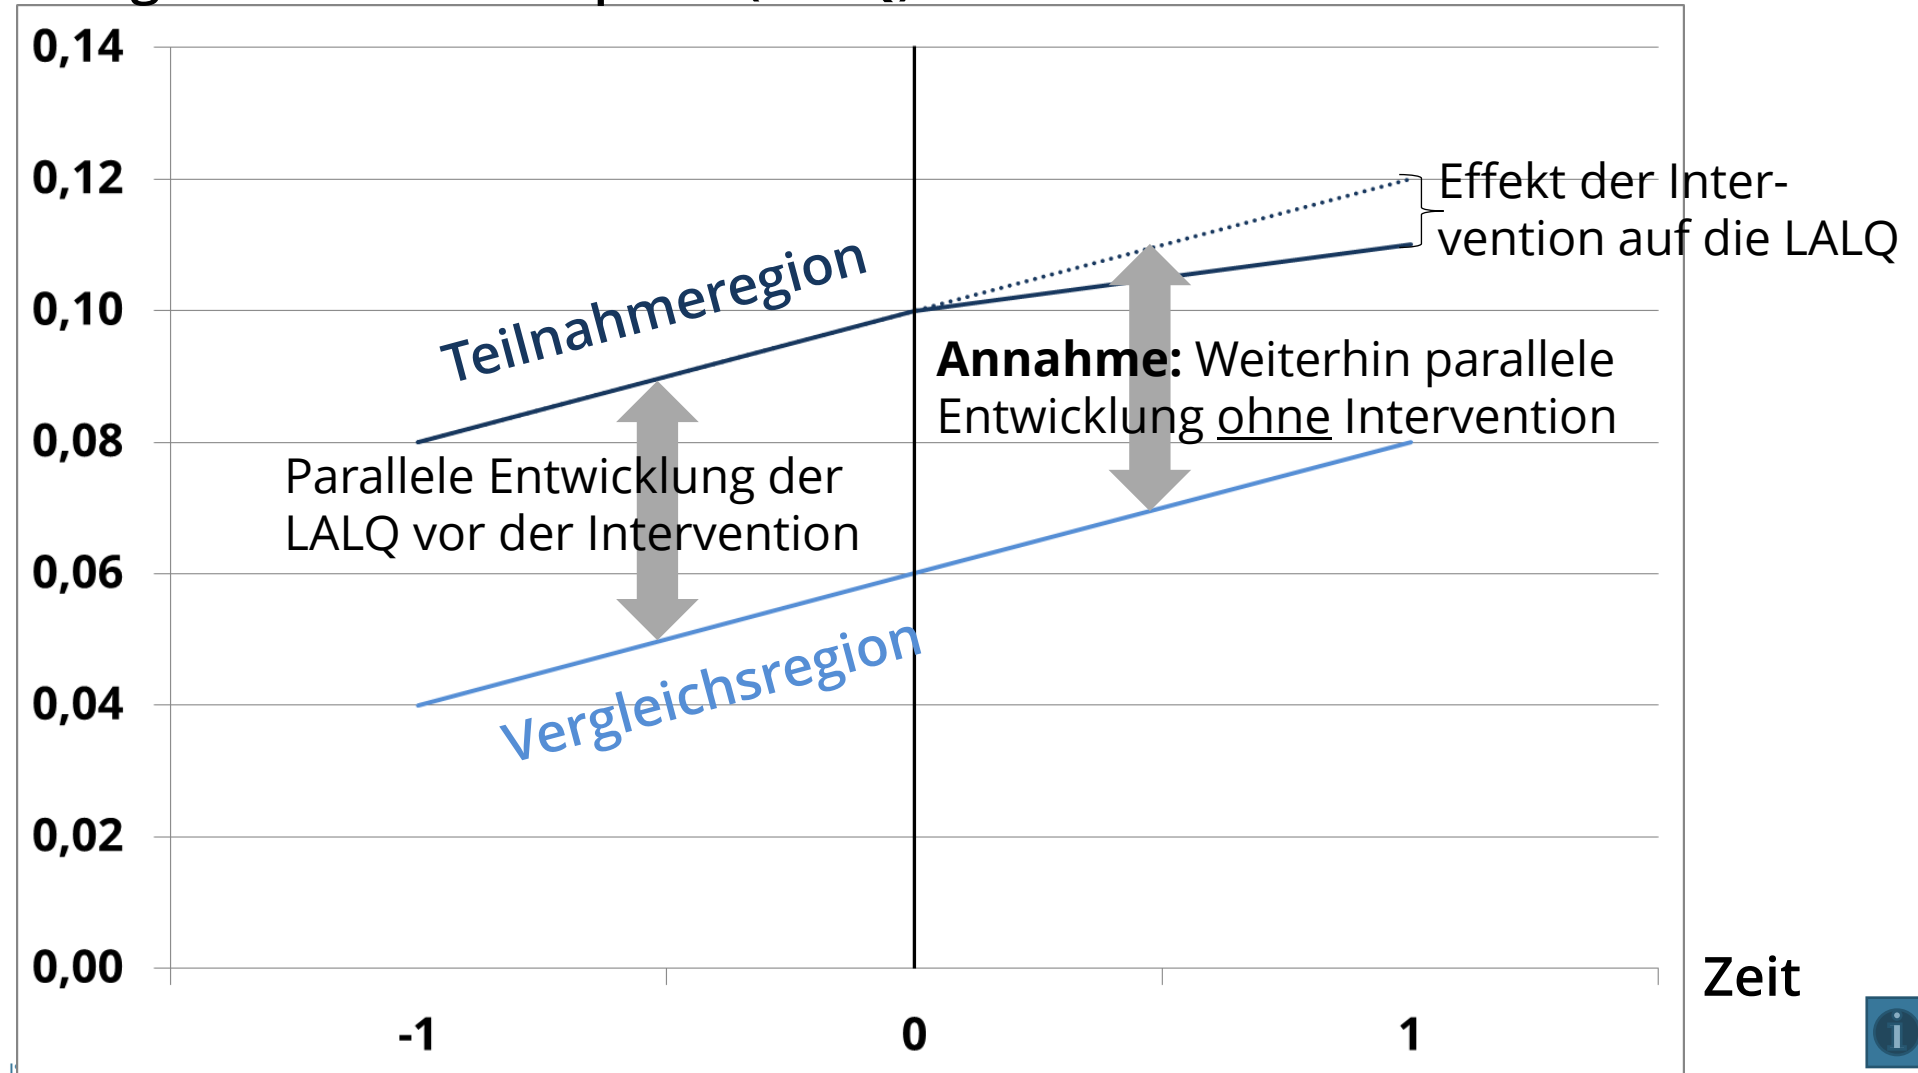 0,14
0,12
0,10
0,08
0,06
0,04
0,02
0,00
Effekt der Inter-
vention auf die LALQ
Teilnahmeregion
Annahme: Weiterhin parallele
Entwicklung ohne Intervention
Parallele Entwicklung der
LALQ vor der Intervention
Vergleichsregion
Zeit
-1
0
1
i